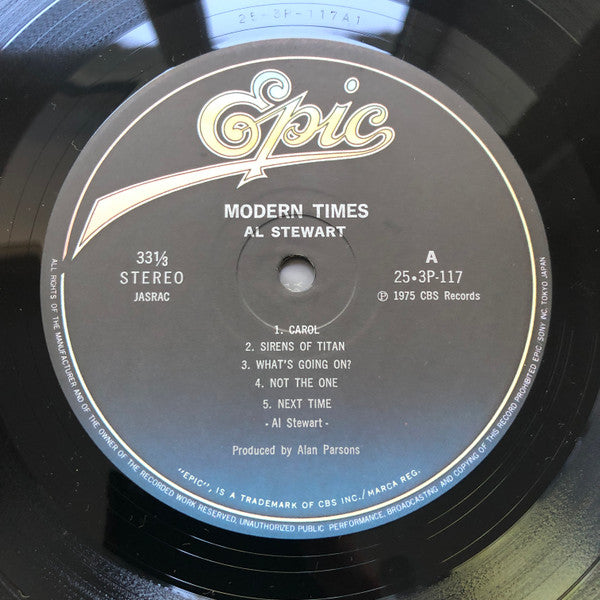 25-3P-117A1
Epic
MODERN TIMES
AL STEWART
33⅓
STEREO
JASRAC
A
25•3P-117
Ⓟ 1975 CBS Records
1. CAROL
2. SIRENS OF TITAN
3. WHAT'S GOING ON?
4. NOT THE ONE
5. NEXT TIME
- Al Stewart -
Produced by Alan Parsons
"EPIC", IS A TRADEMARK OF CBS INC./MARCA REG.
ALL RIGHTS OF THE MANUFACTURER AND OF THE OWNER OF THE RECORDED WORK RESERVED, UNAUTHORIZED PUBLIC PERFORMANCE, BROADCASTING AND COPYING OF THIS RECORD PROHIBITED EPIC/SONY INC. TOKYO JAPAN